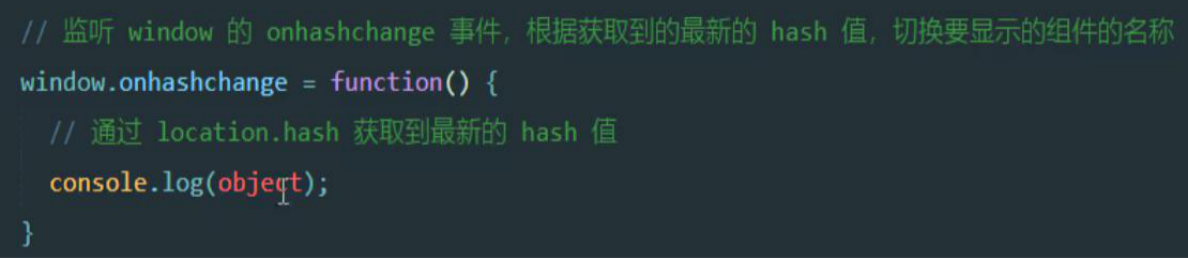 // 监听 window 的 onhashchange 事件，根据获取到的最新的 hash 值，切换要显示的组件的名称
window.onhashchange = function() {
// 通过 location.hash 获取到最新的 hash 值
console.log(object);
}